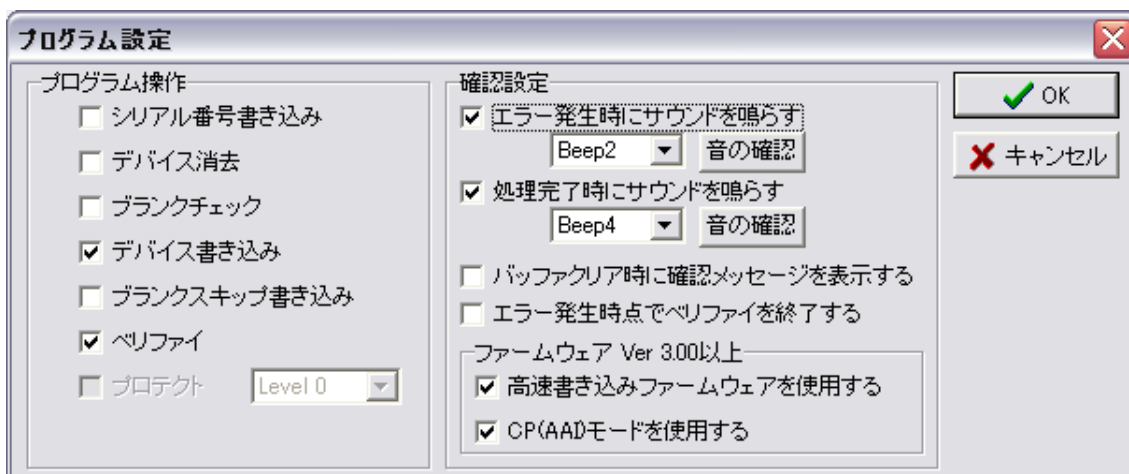 プログラム設定
プログラム操作
シリアル番号書き込み
デバイス消去
ブランクチェック
デバイス書き込み
ブランクスキップ書き込み
ベリファイ
プロテクト Level 0
確認設定
エラー発生時にサウンドを鳴らす
Beep2 音の確認
処理完了時にサウンドを鳴らす
Beep4 音の確認
バッファクリア時に確認メッセージを表示する
エラー発生時点でベリファイを終了する
ファームウェア Ver 3.00以上
高速書き込みファームウェアを使用する
CP(AAI)モードを使用する
OK
キャンセル